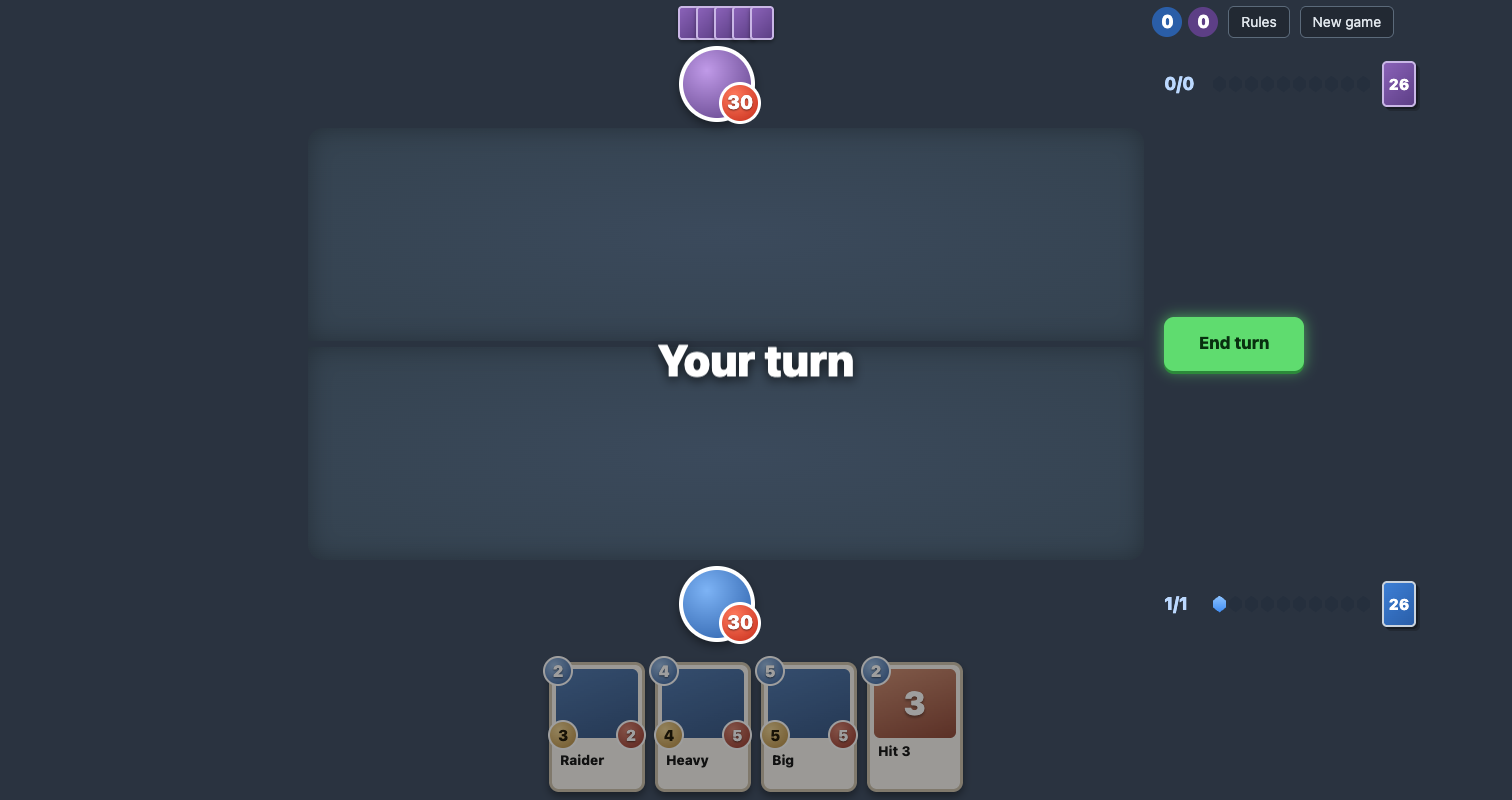 0 0 Rules New game
30
0/0 26
Your turn
End turn
30
1/1 26
2 4 5 2
3
3 2 4 5 5 5
Raider Heavy Big Hit 3